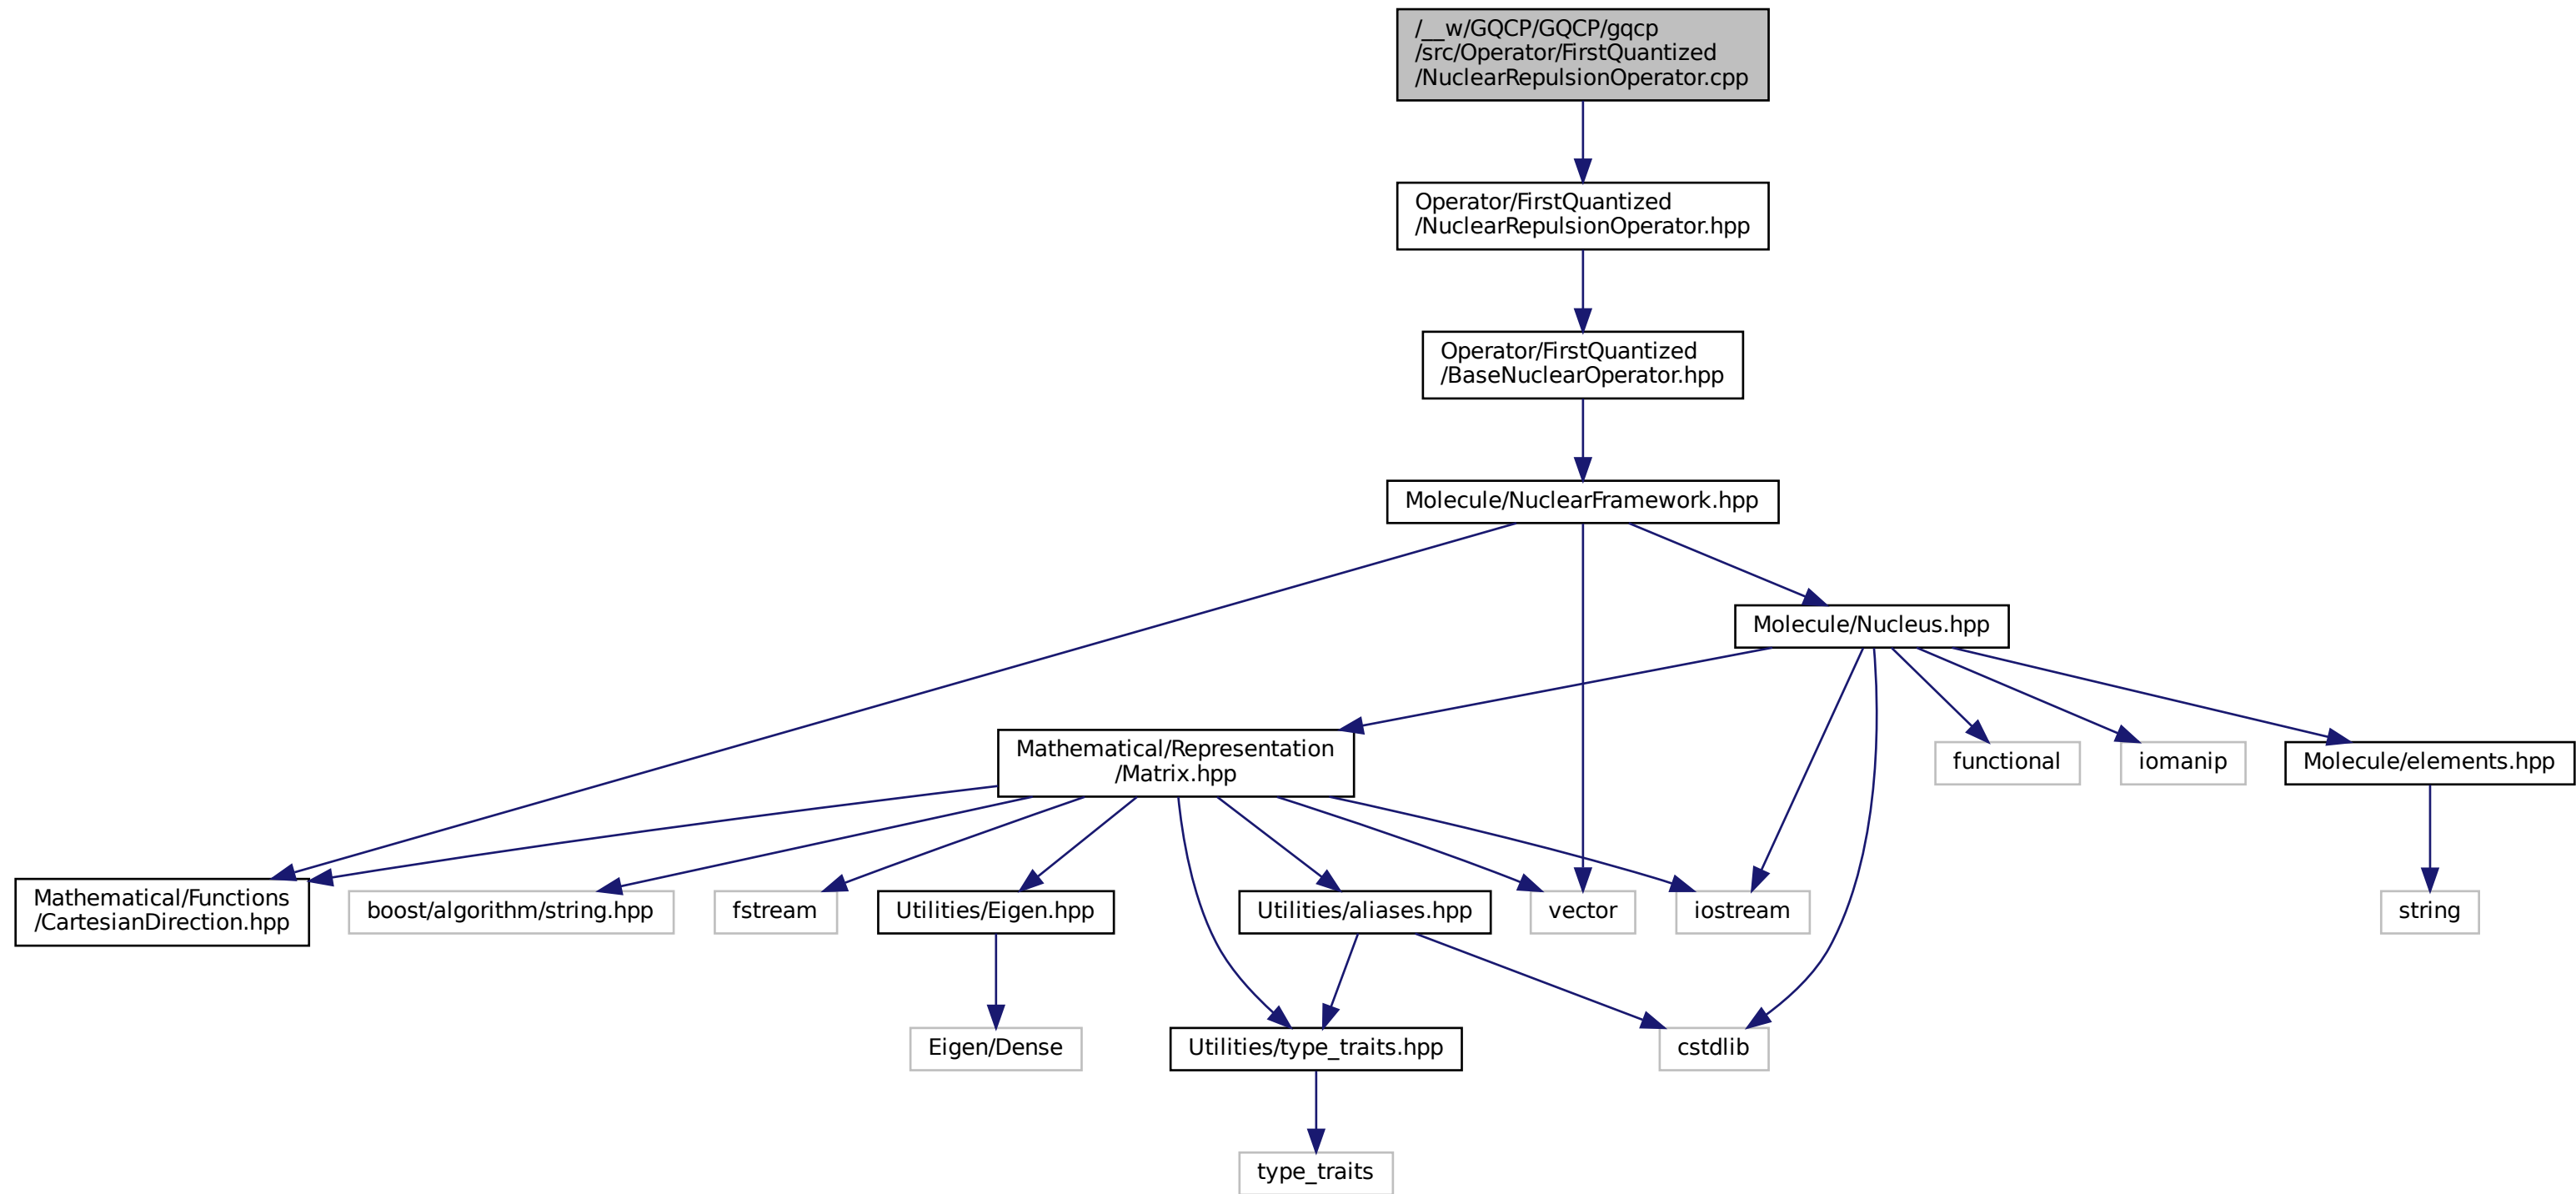 /__w/GQCP/GQCP/gqcp
/src/Operator/FirstQuantized
/NuclearRepulsionOperator.cpp
Operator/FirstQuantized
/NuclearRepulsionOperator.hpp
Operator/FirstQuantized
/BaseNuclearOperator.hpp
Molecule/NuclearFramework.hpp
Molecule/Nucleus.hpp
Mathematical/Representation
/Matrix.hpp
functional
iomanip
Molecule/elements.hpp
Mathematical/Functions
/CartesianDirection.hpp
boost/algorithm/string.hpp
fstream
Utilities/Eigen.hpp
Utilities/aliases.hpp
vector
iostream
string
Eigen/Dense
Utilities/type_traits.hpp
cstdlib
type_traits